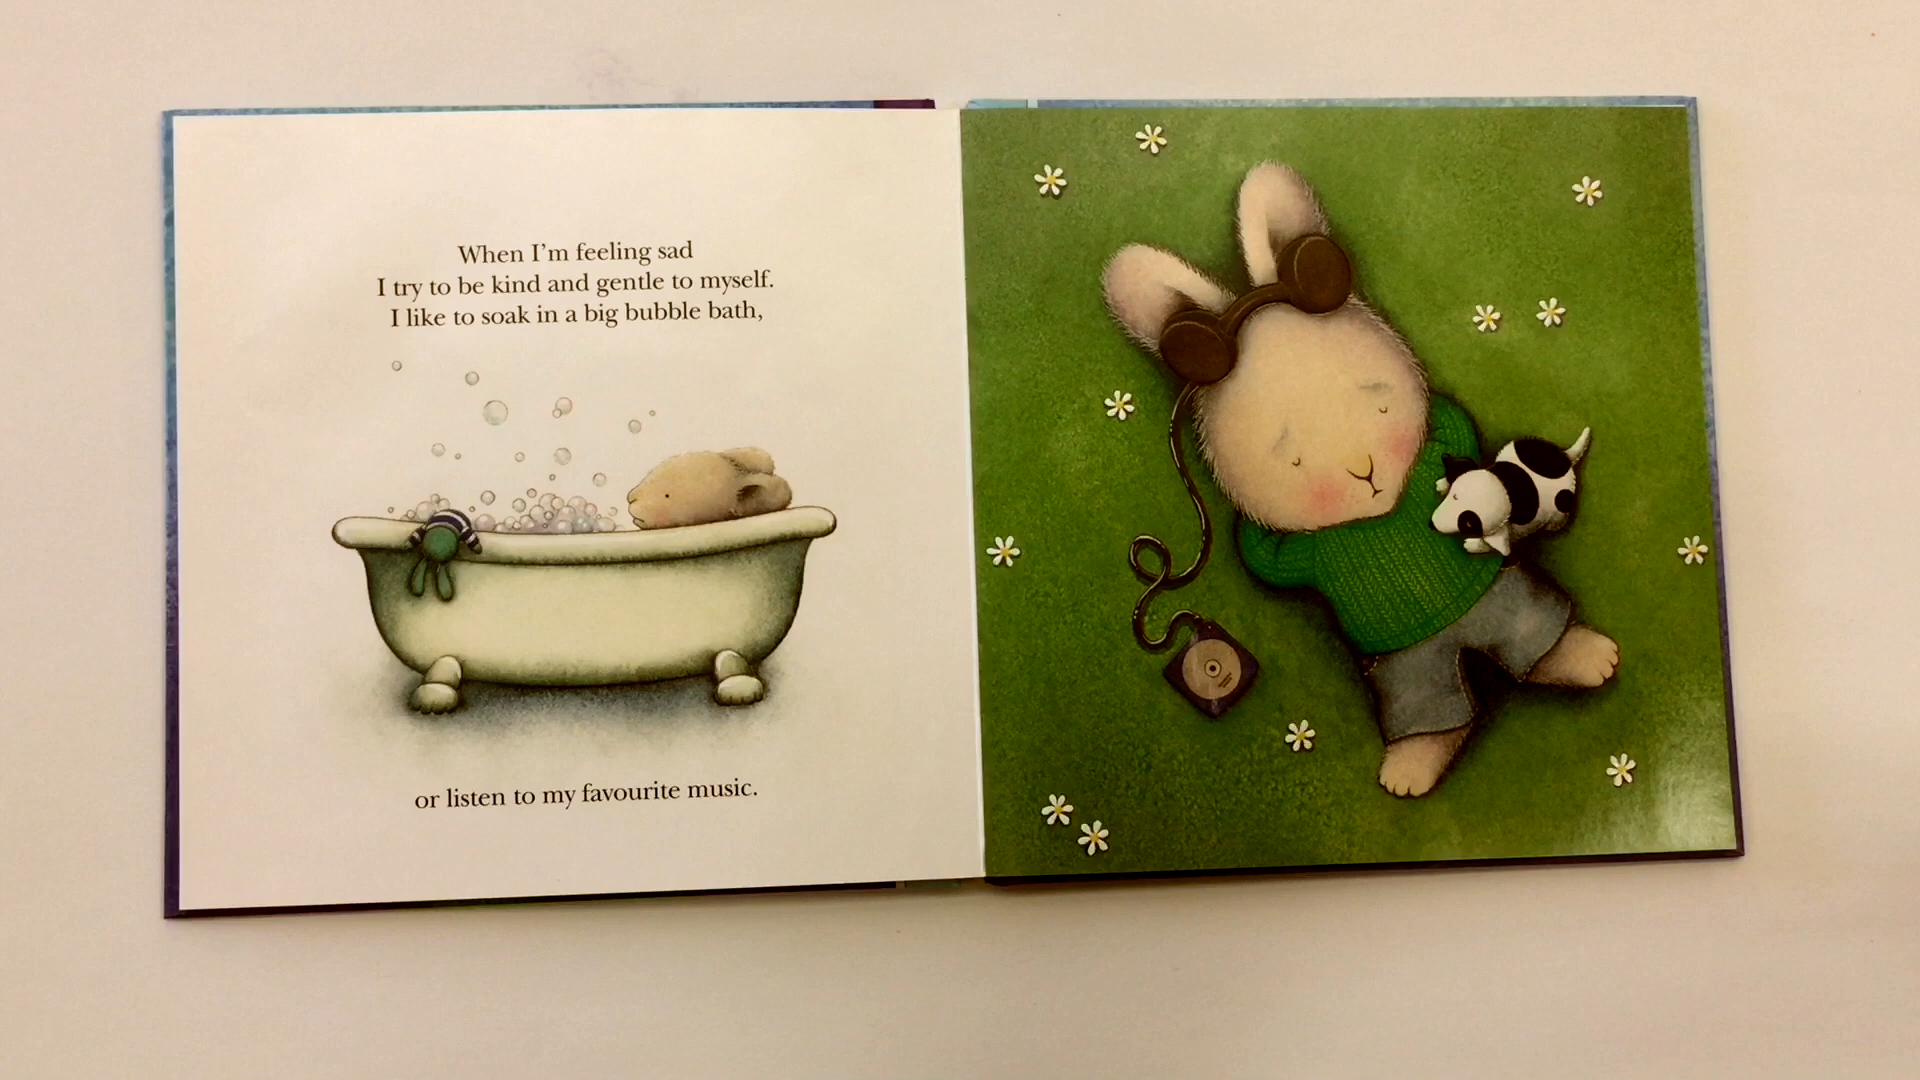 When I'm feeling sad
I try to be kind and gentle to myself.
I like to soak in a big bubble bath,
or listen to my favourite music.